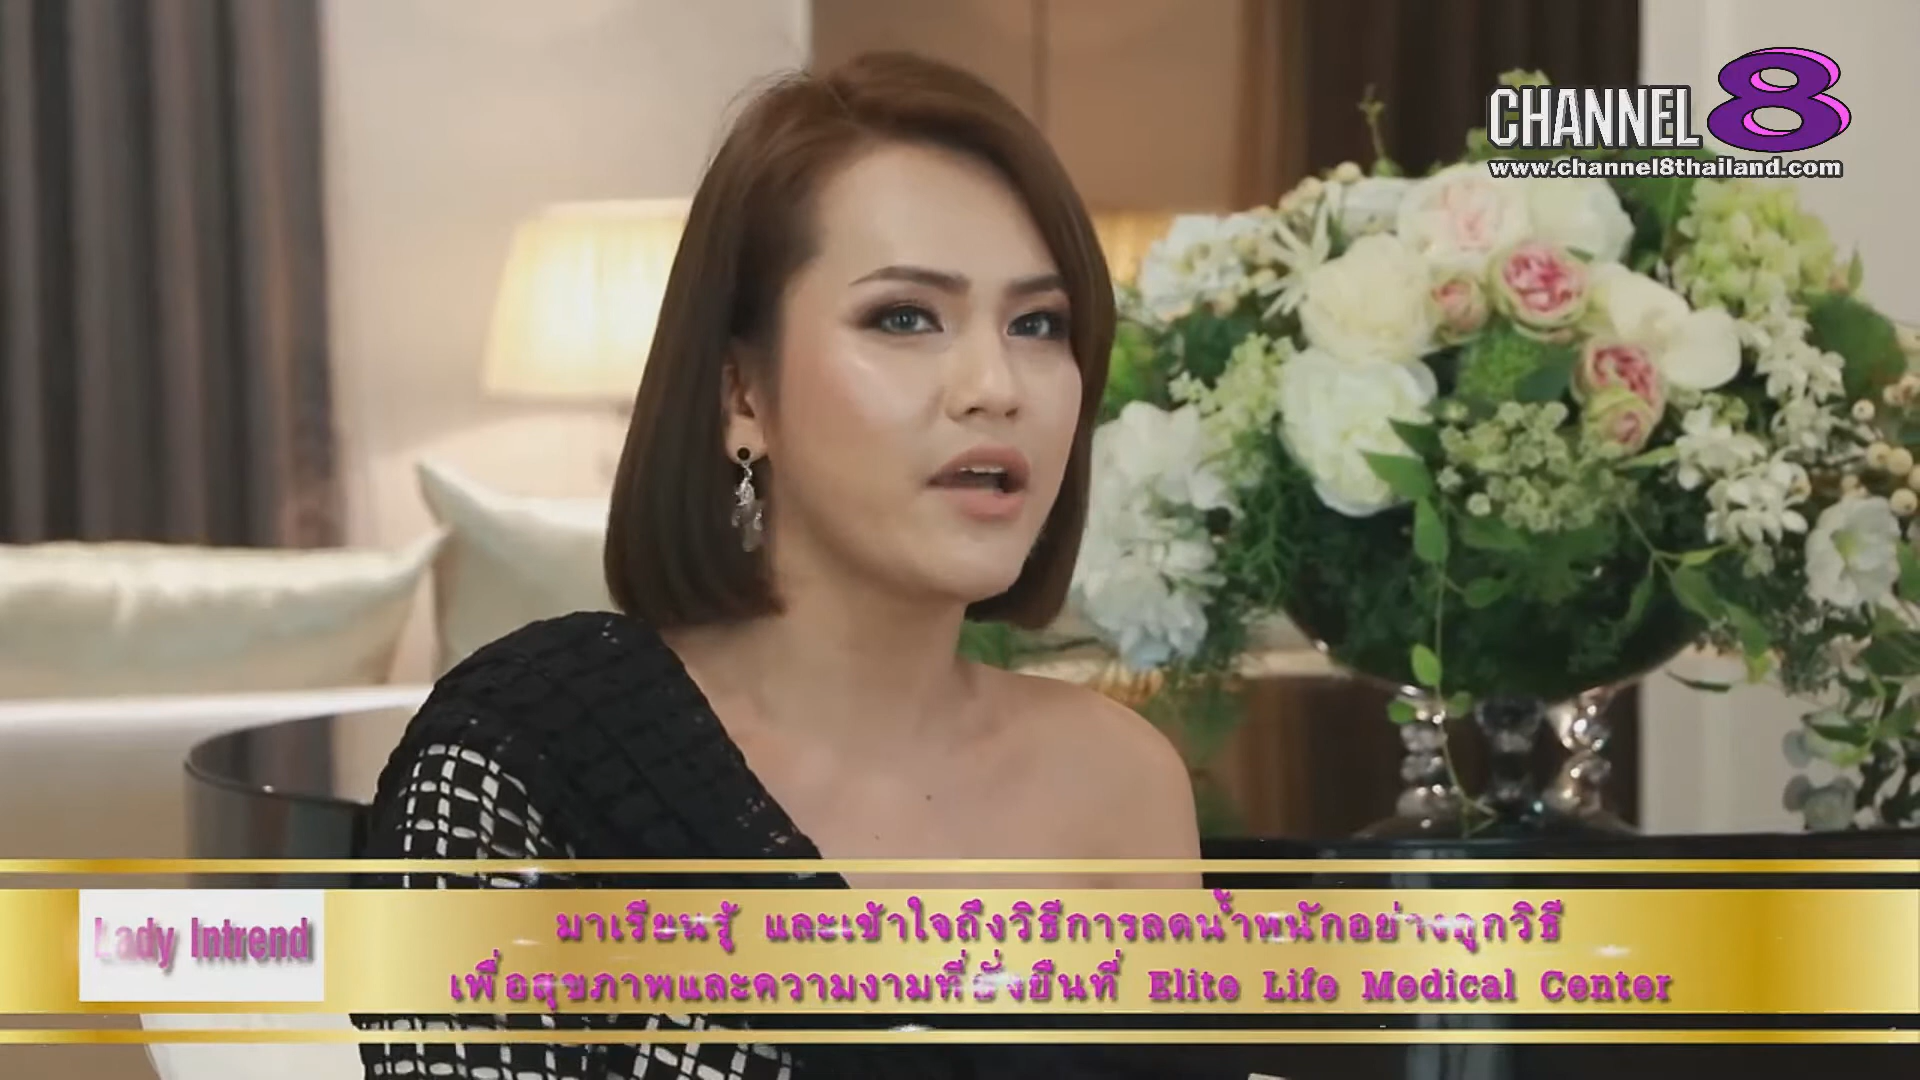 CHANNEL 8
www.channel8thailand.com
Lady Intrend
มาเรียนรู้ และเข้าใจถึงวิธีการลดน้ำหนักอย่างถูกวิธี
เพื่อสุขภาพและความงามที่ยั่งยืนที่ Elite Life Medical Center